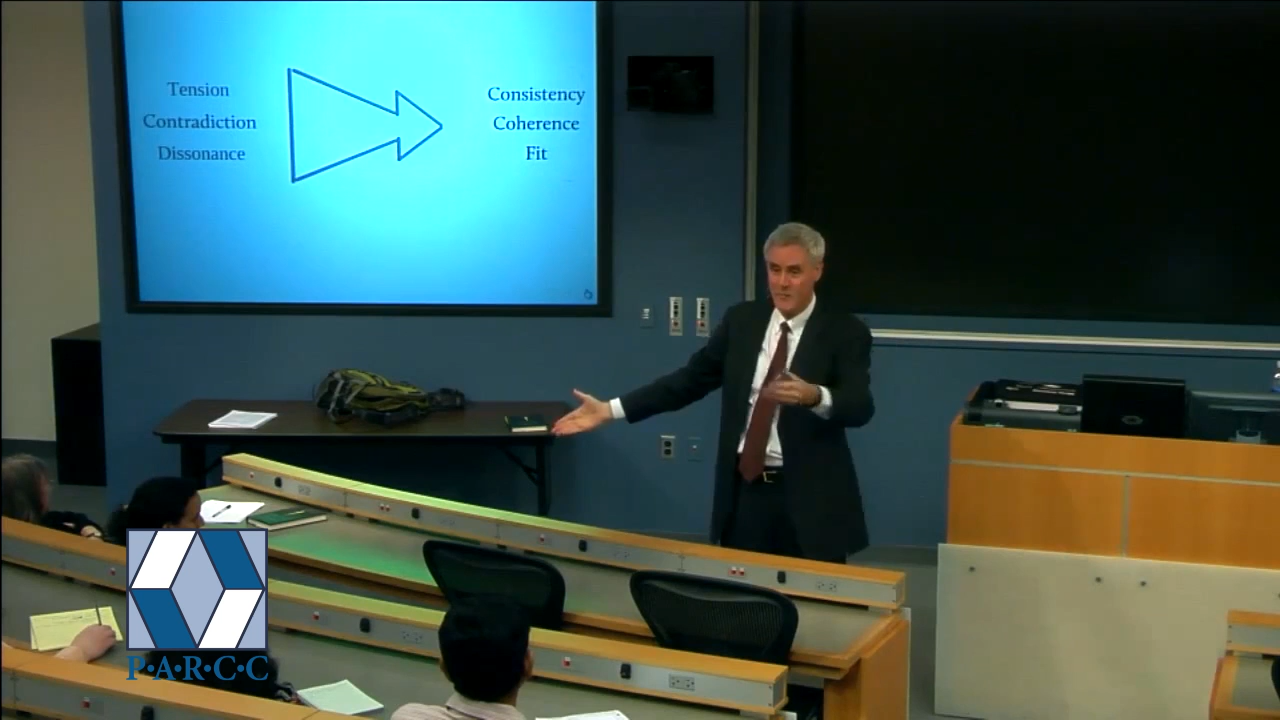 Tension
Contradiction
Dissonance
Consistency
Coherence
Fit
P·A·R·C·C